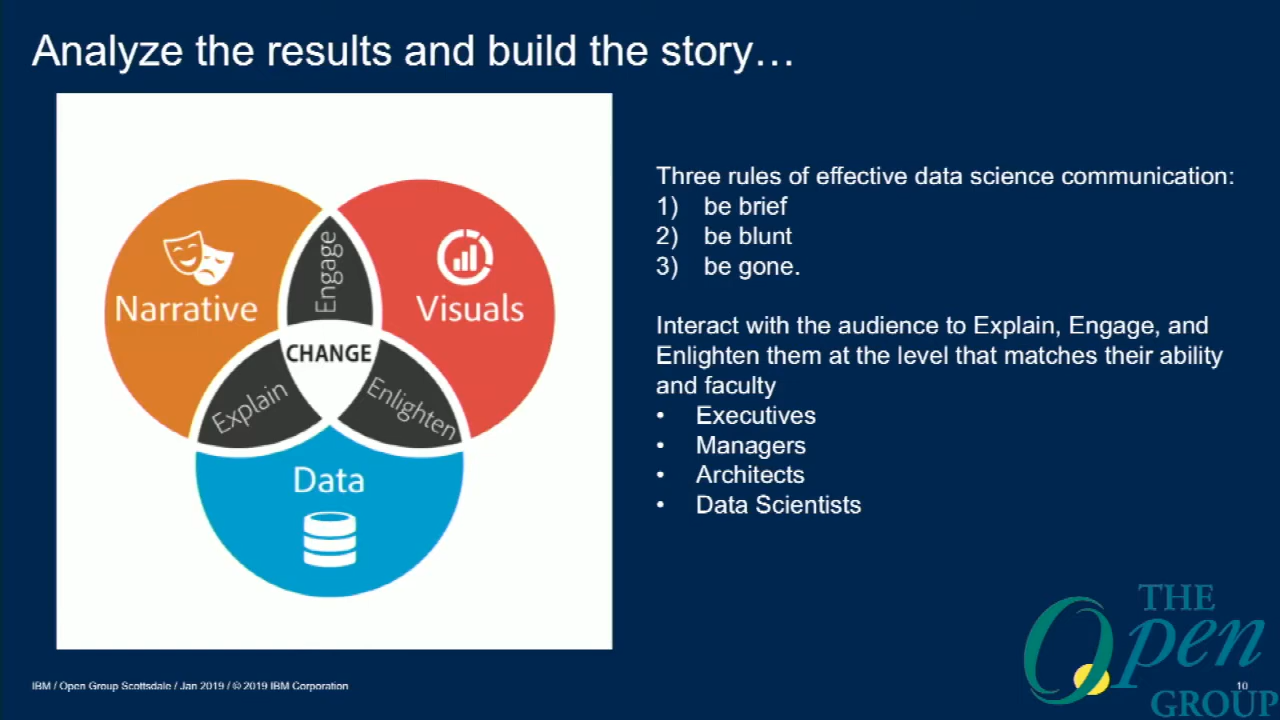 Analyze the results and build the story…
Narrative
Engage
Visuals
CHANGE
Explain
Enlighten
Data
Three rules of effective data science communication:
1) be brief
2) be blunt
3) be gone.
Interact with the audience to Explain, Engage, and
Enlighten them at the level that matches their ability
and faculty
• Executives
• Managers
• Architects
• Data Scientists
IBM / Open Group Scottsdale / Jan 2019 / © 2019 IBM Corporation
10
THE
Open
GROUP